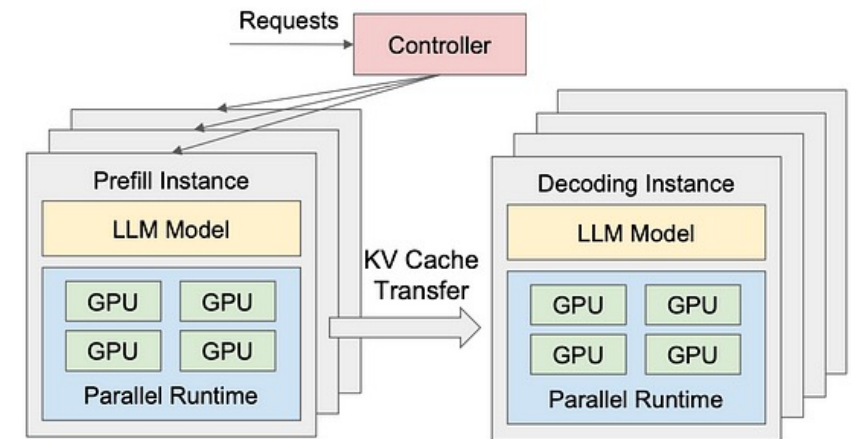 Requests
Controller
Prefill Instance
LLM Model
GPU GPU
GPU GPU
Parallel Runtime
KV Cache
Transfer
Decoding Instance
LLM Model
GPU GPU
GPU GPU
Parallel Runtime